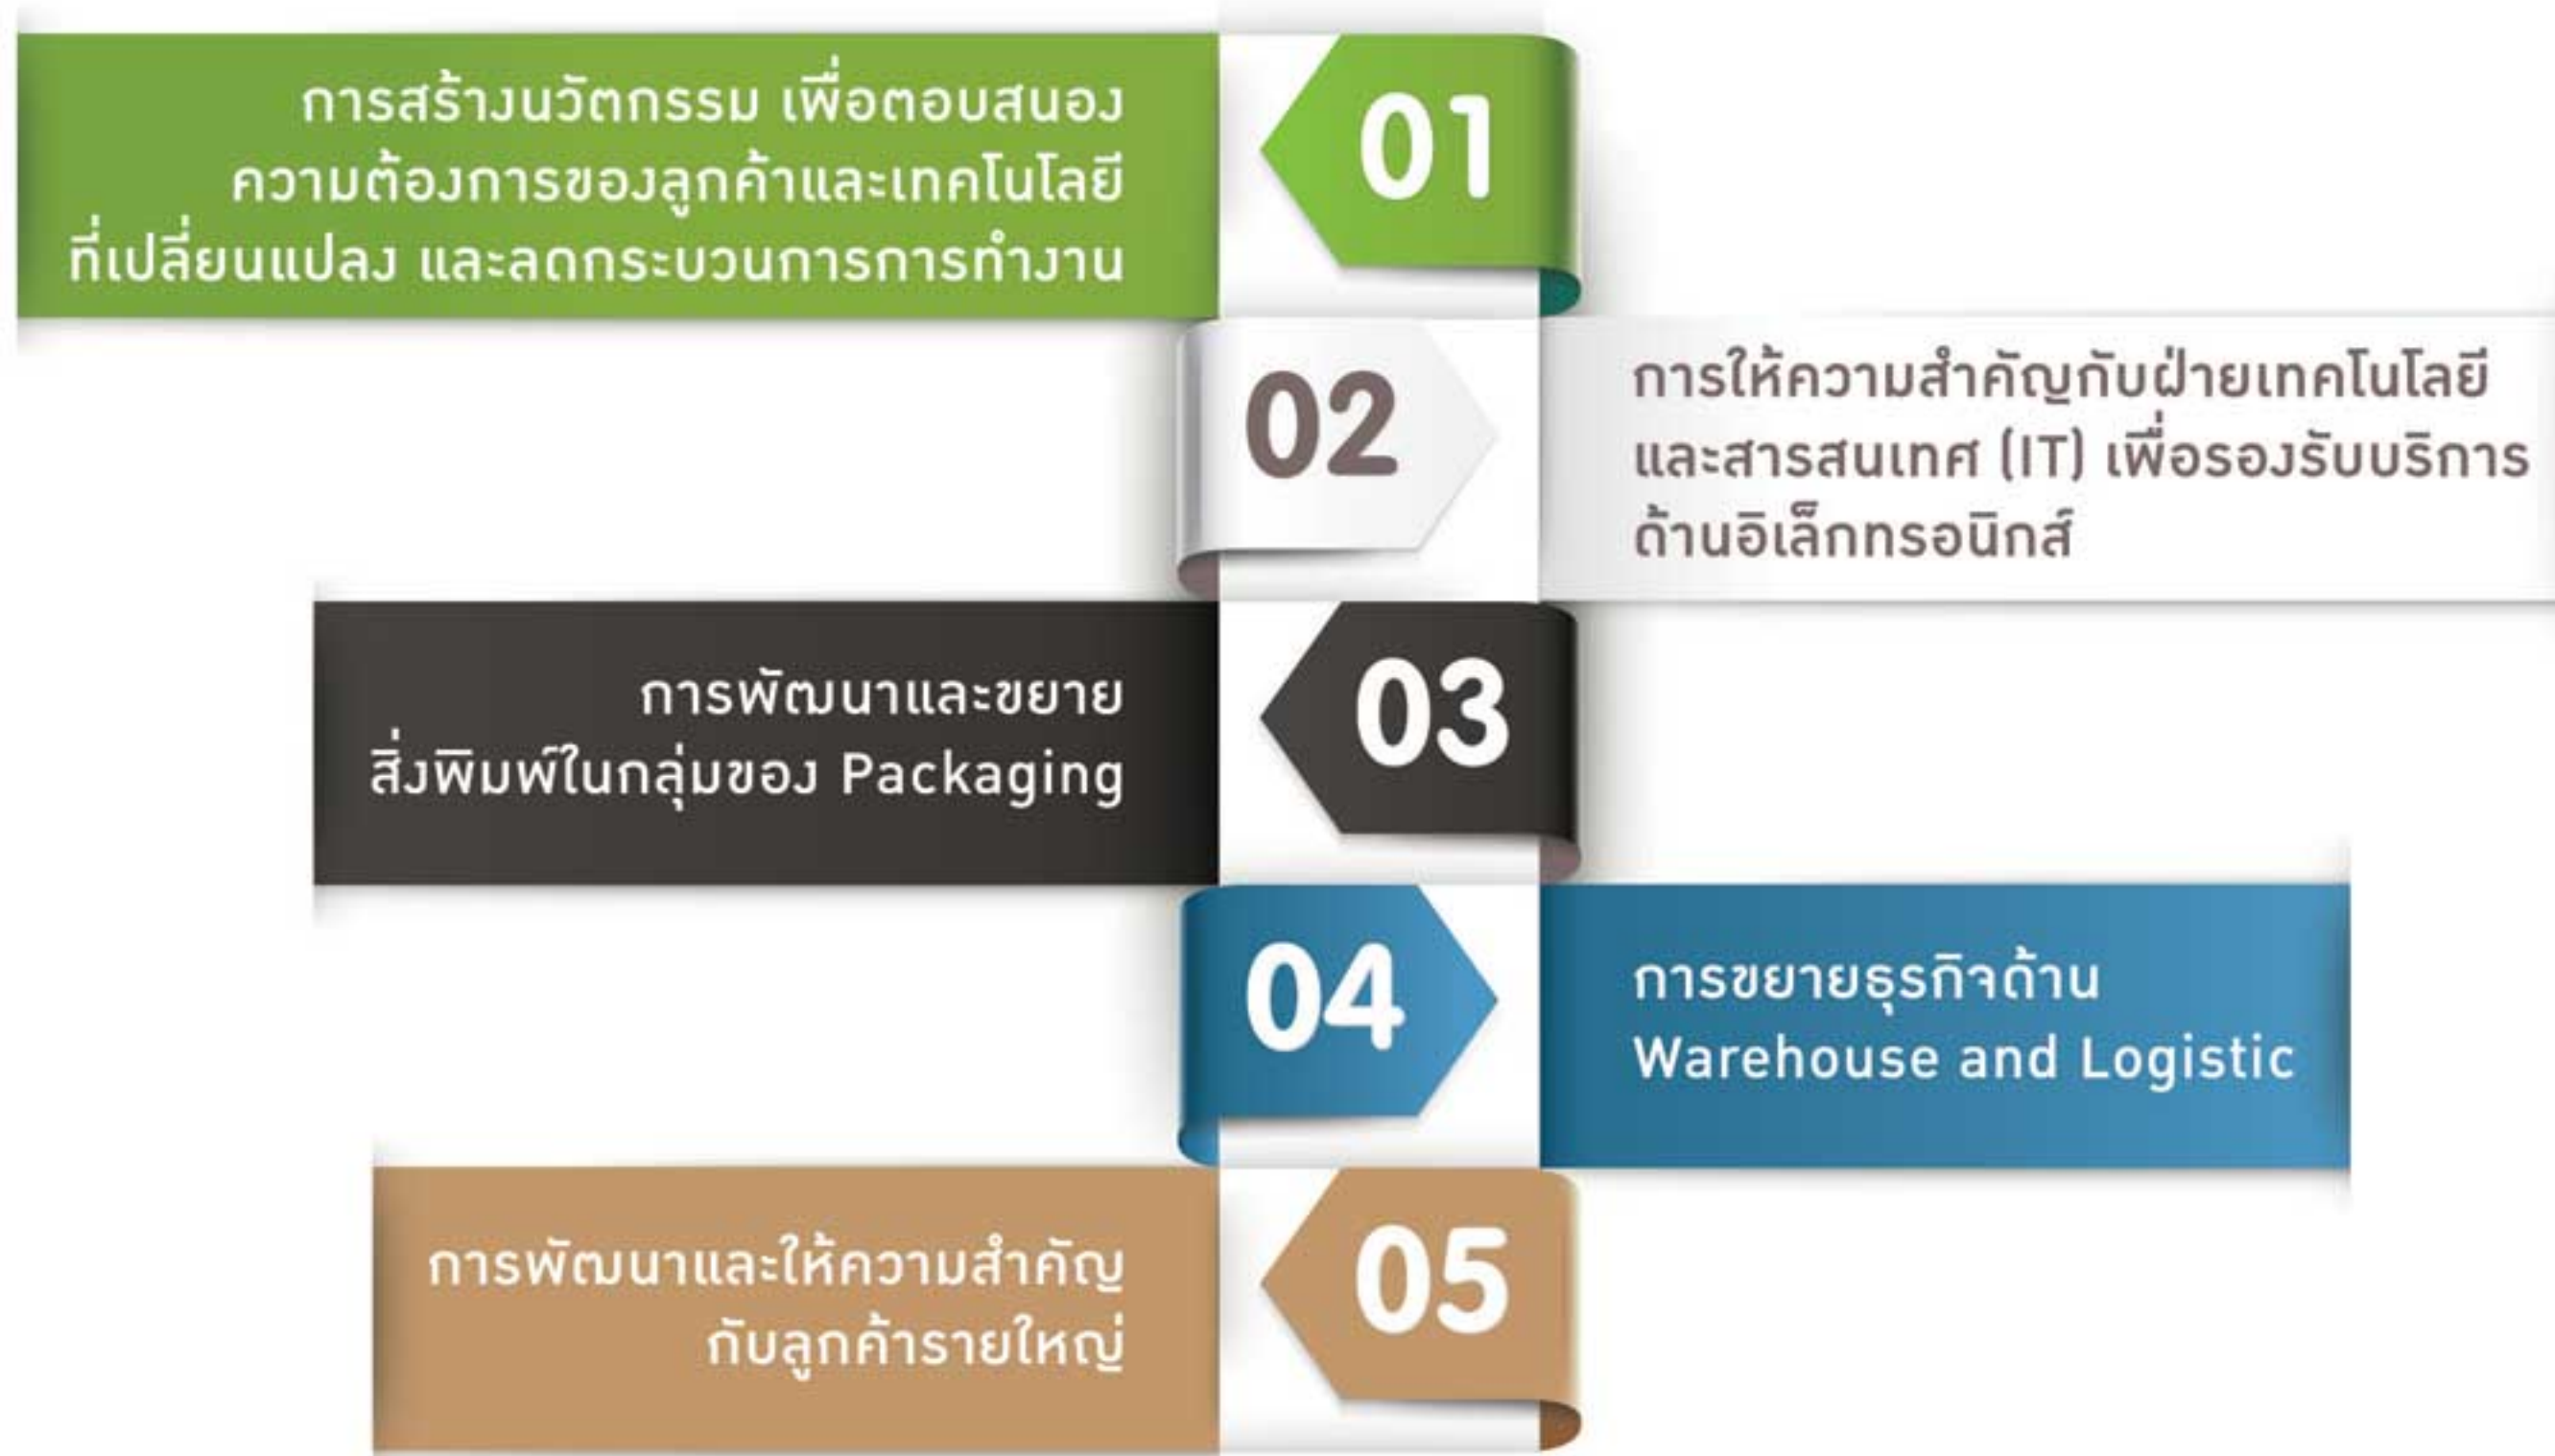 การสร้างนวัตกรรม เพื่อตอบสนอง
ความต้องการของลูกค้าและเทคโนโลยี
ที่เปลี่ยนแปลง และลดกระบวนการการทำงาน
01
02
การให้ความสำคัญกับฝ่ายเทคโนโลยี
และสารสนเทศ (IT) เพื่อรองรับบริการ
ด้านอิเล็กทรอนิกส์
การพัฒนาและขยาย
สิ่งพิมพ์ในกลุ่มของ Packaging
03
04
การขยายธุรกิจด้าน
Warehouse and Logistic
การพัฒนาและให้ความสำคัญ
กับลูกค้ารายใหญ่
05